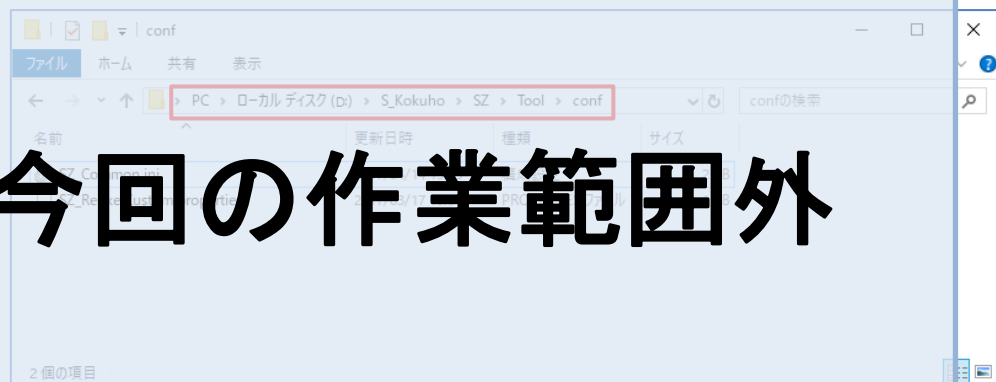 conf
ファイル ホーム 共有 表示
PC › ローカル ディスク (D:) › S_Kokuho › SZ › Tool › conf
confの検索
名前 更新日時 種類 サイズ
今回の作業範囲外
2 個の項目